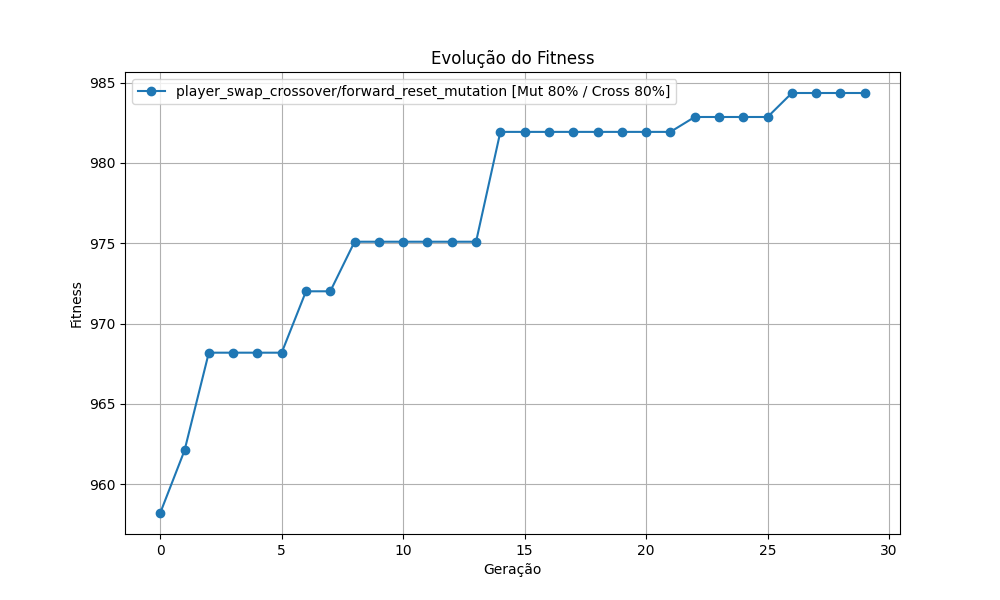 Evolução do Fitness
player_swap_crossover/forward_reset_mutation [Mut 80% / Cross 80%]
Fitness
985
980
975
970
965
960
0 5 10 15 20 25 30
Geração